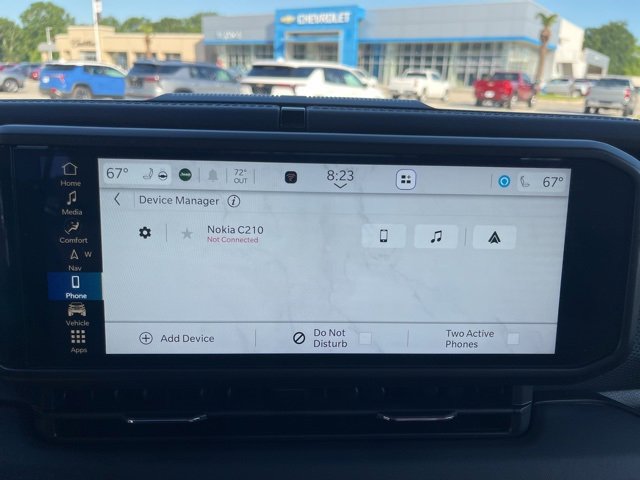 CHEVROLET
67°
72°
OUT
8:23
67°
Home
Device Manager
Media
Nokia C210
Not Connected
Comfort
W
Nav
Phone
Vehicle
Add Device
Do Not
Disturb
Two Active
Phones
Apps